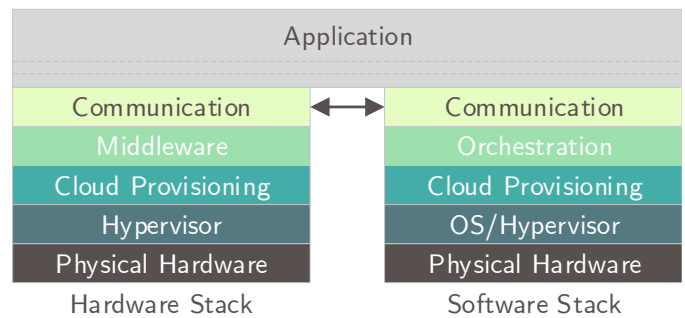 Application
Communication
Communication
Middleware
Orchestration
Cloud Provisioning
Cloud Provisioning
Hypervisor
OS/Hypervisor
Physical Hardware
Physical Hardware
Hardware Stack
Software Stack